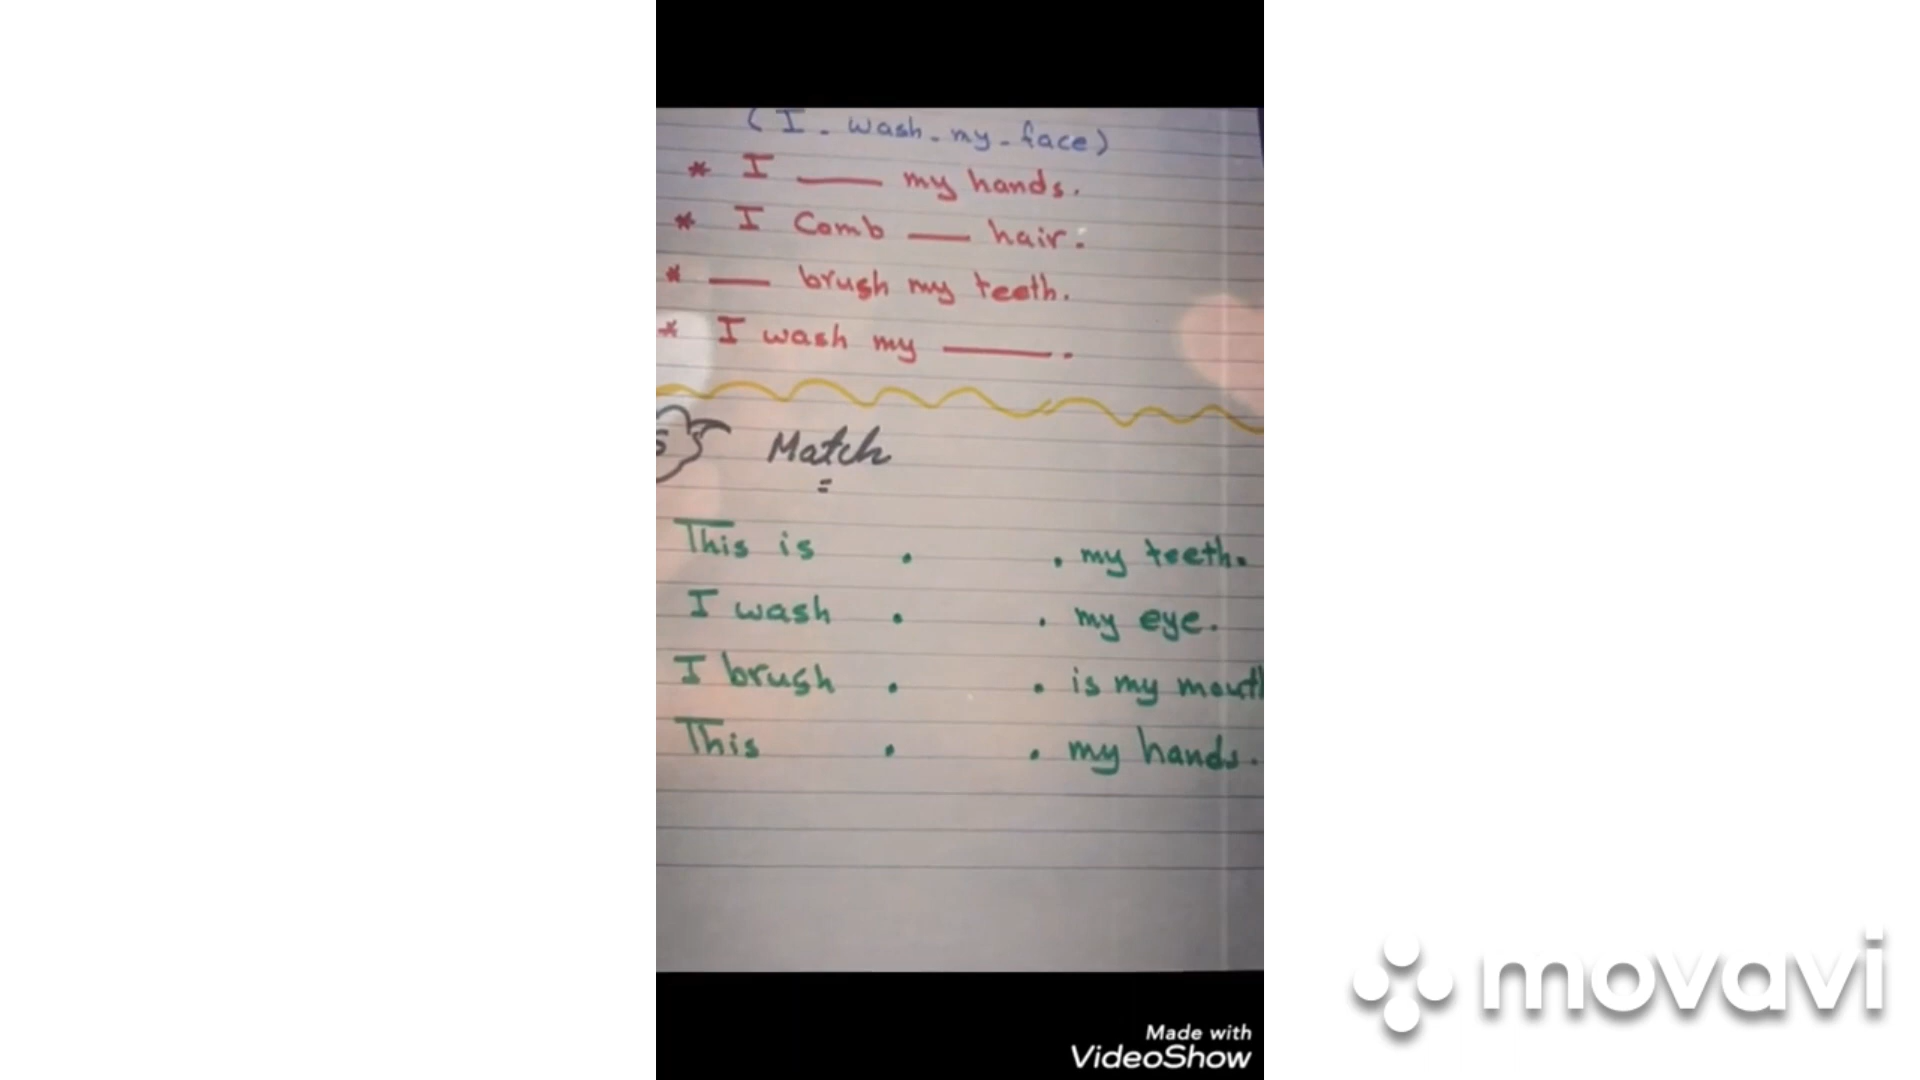 (I - wash - my - face)
* I ____ my hands.
* I Comb ____ hair.
* ____ brush my teeth.
* I wash my ____.
Match
=
This is . . my teeth.
I wash . . my eye.
I brush . . is my mouth
This . . my hands.
Made with
VideoShow
movavi